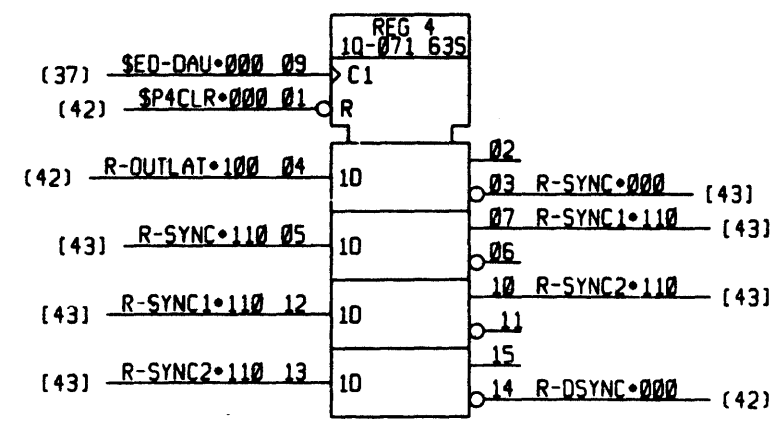 REG 4
1Q-071 63S
(37) $EO-DAU•000 09 C1
(42) $P4CLR•000 01 R
(42) R-OUTLAT•100 04 1D
02
03 R-SYNC•000 (43)
(43) R-SYNC•110 05 1D
07 R-SYNC1•110 (43)
06
(43) R-SYNC1•110 12 1D
10 R-SYNC2•110 (43)
11
(43) R-SYNC2•110 13 1D
15
14 R-DSYNC•000 (42)